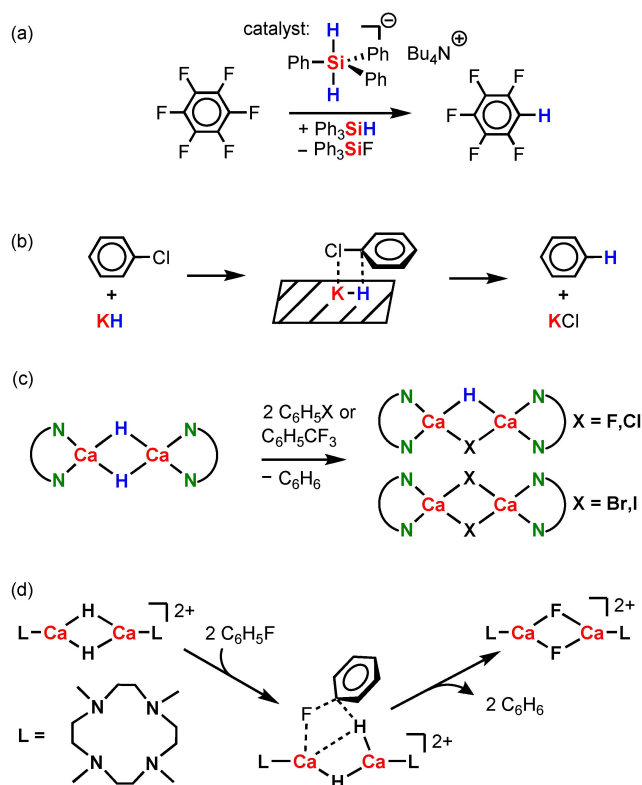 (a)
catalyst:
H
⊖
Ph Si Ph Ph
Bu4N⊕
H
F F F F F F
+ Ph3SiH
− Ph3SiF
F F F F F H
(b)
Cl
+
KH
Cl
K-H
H
+
KCl
(c)
N H N
Ca Ca
N H N
2 C6H5X or
C6H5CF3
− C6H6
N H N
Ca Ca
N X N
X = F,Cl
N X N
Ca Ca
N X N
X = Br,I
(d)
H
L-Ca Ca-L
H
2+
2 C6H5F
F
L-Ca Ca-L
F
2+
2 C6H6
L =
N N
N N
F
H
L-Ca Ca-L
H
2+